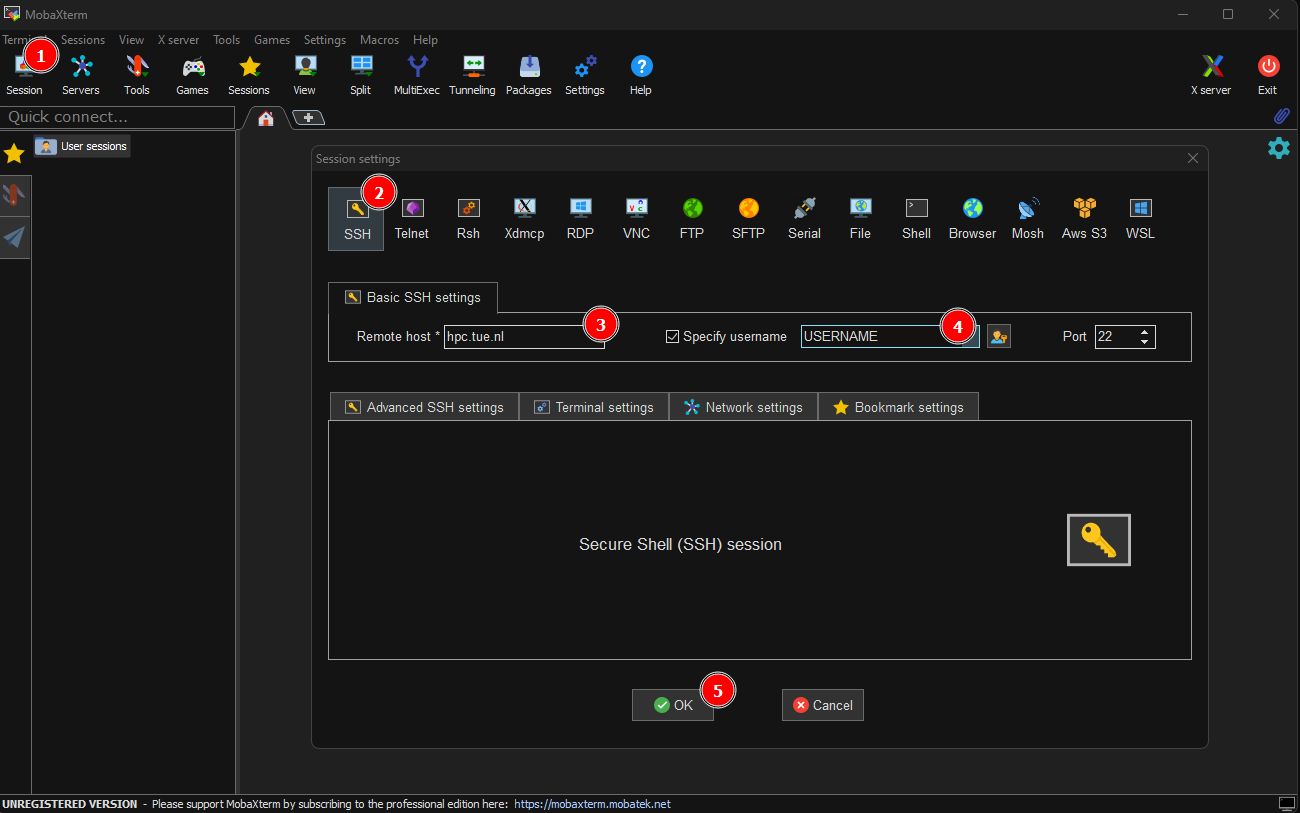 MobaXterm
Sessions View X server Tools Games Settings Macros Help
1
Session Servers Tools Games Sessions View Split MultiExec Tunneling Packages Settings Help X server Exit
Quick connect...
User sessions
Session settings
2
SSH Telnet Rsh Xdmcp RDP VNC FTP SFTP Serial File Shell Browser Mosh Aws S3 WSL
Basic SSH settings
3
4
Remote host * hpc.tue.nl Specify username USERNAME Port 22
Advanced SSH settings Terminal settings Network settings Bookmark settings
Secure Shell (SSH) session
5
OK Cancel
UNREGISTERED VERSION - Please support MobaXterm by subscribing to the professional edition here: https://mobaxterm.mobatek.net